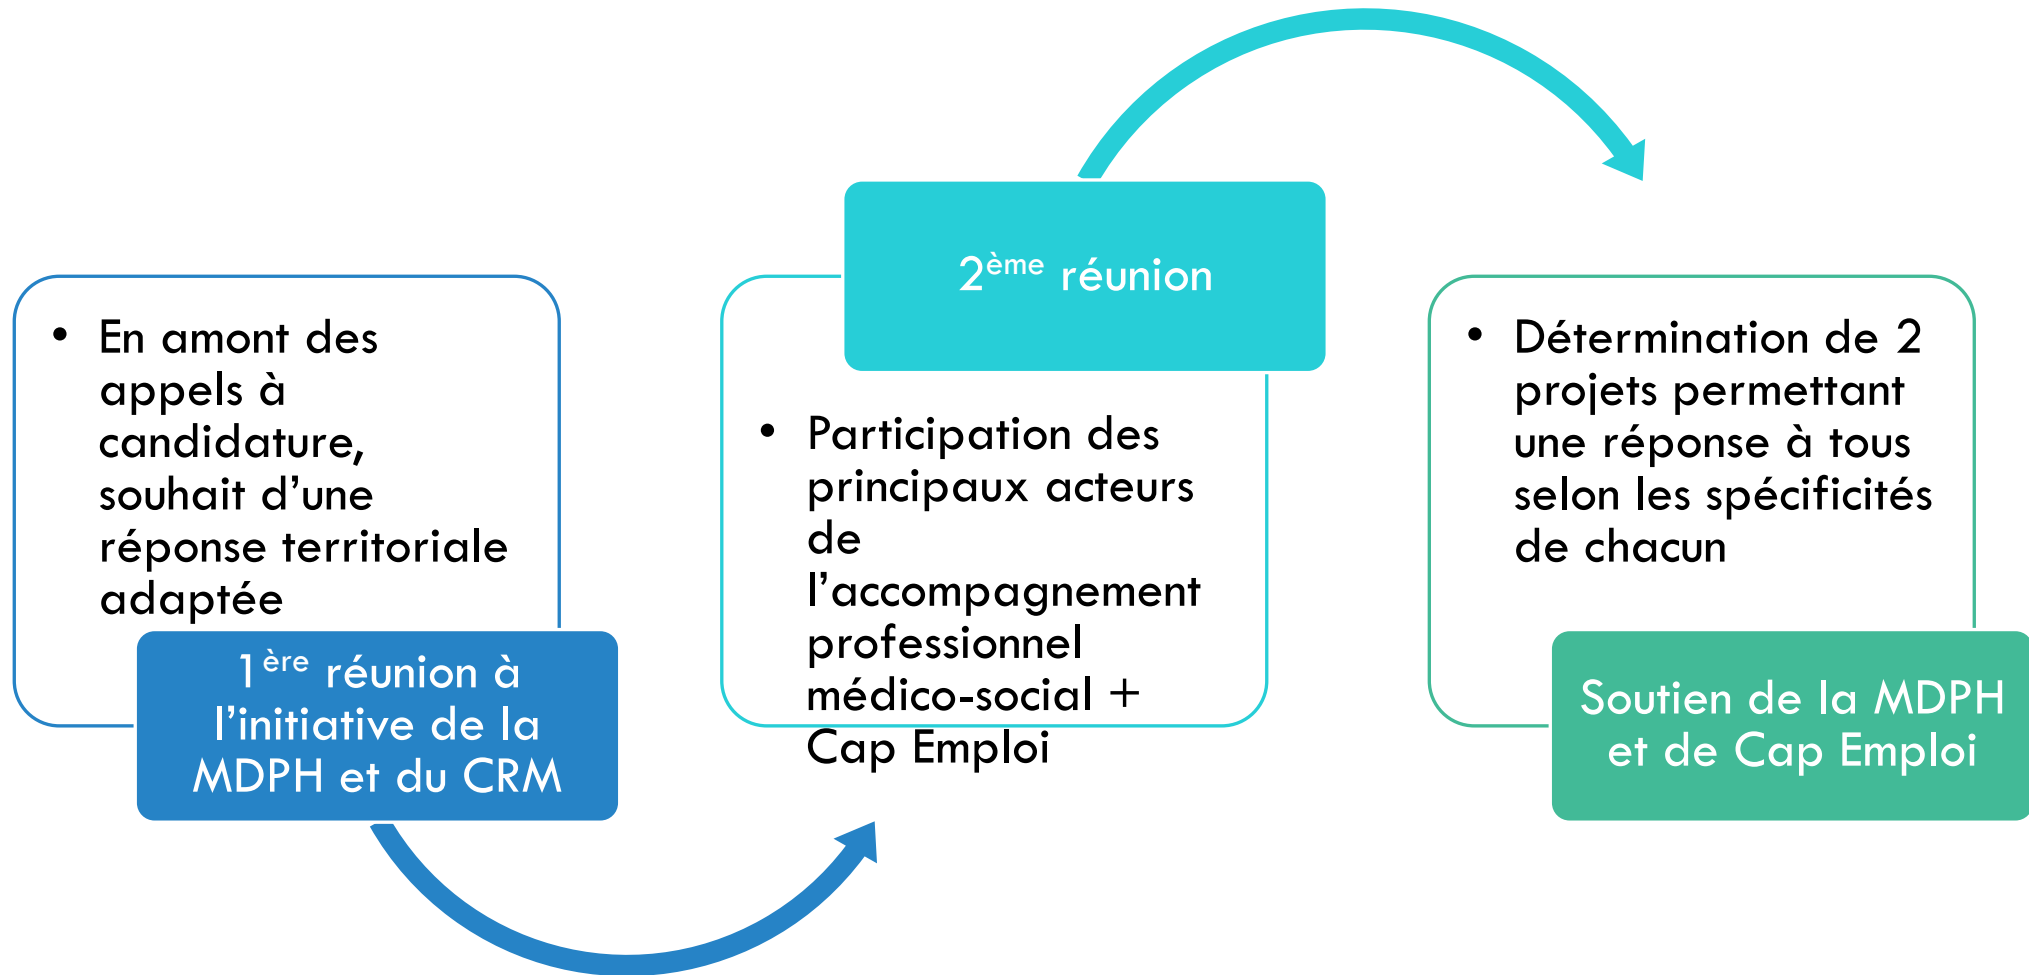 • En amont des
appels à
candidature,
souhait d’une
réponse territoriale
adaptée
1ère réunion à
l’initiative de la
MDPH et du CRM
2ème réunion
• Participation des
principaux acteurs
de
l’accompagnement
professionnel
médico-social +
Cap Emploi
• Détermination de 2
projets permettant
une réponse à tous
selon les spécificités
de chacun
Soutien de la MDPH
et de Cap Emploi